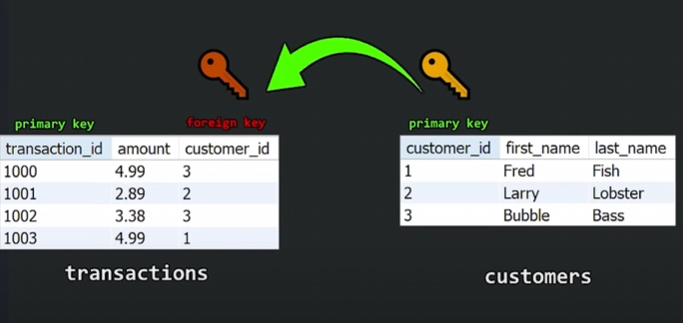 primary key
foreign key
transaction_id amount customer_id
1000 4.99 3
1001 2.89 2
1002 3.38 3
1003 4.99 1
transactions
primary key
customer_id first_name last_name
1 Fred Fish
2 Larry Lobster
3 Bubble Bass
customers